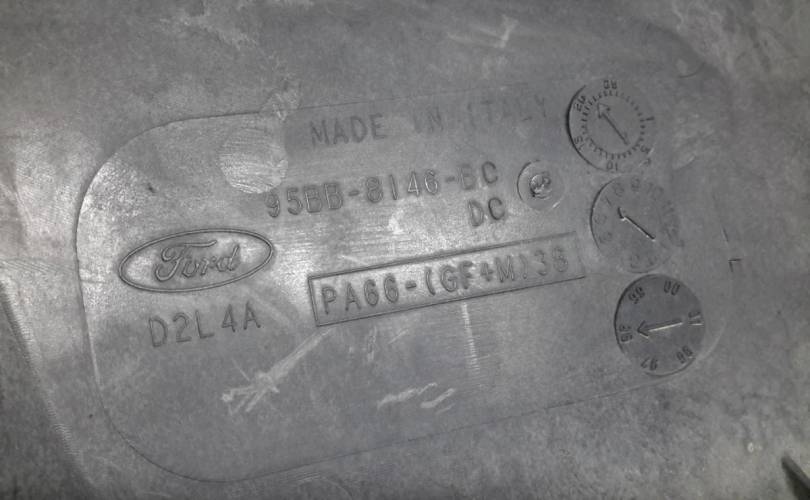 MADE IN ITALY
95BB-8146-BC
DC
Ford
PA66-(GF+M)38
D2L4A